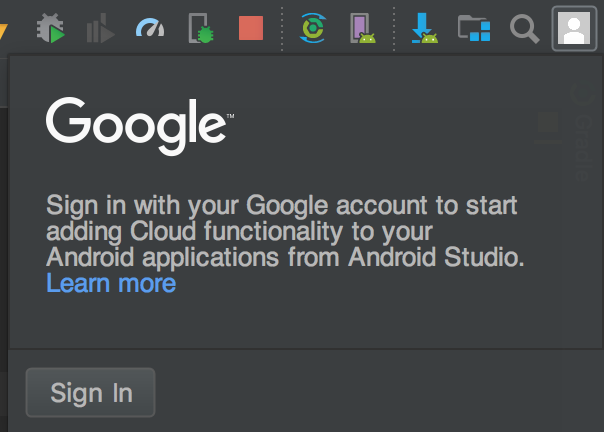 Google™
Sign in with your Google account to start
adding Cloud functionality to your
Android applications from Android Studio.
Learn more
Sign In